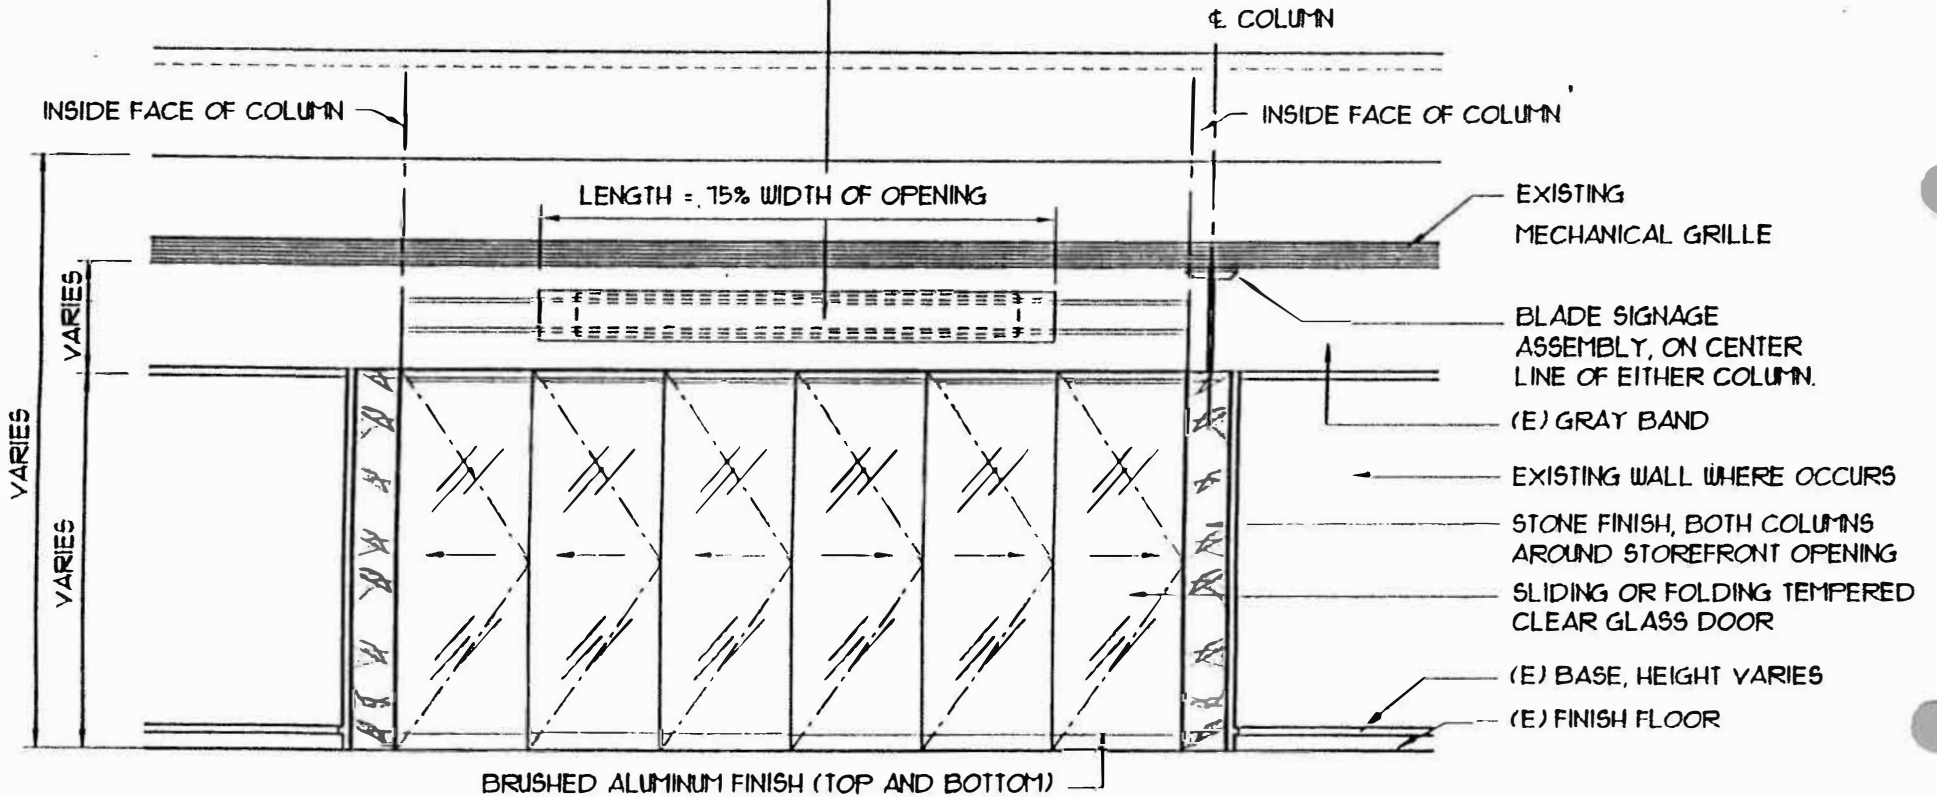 ℄ COLUMN
INSIDE FACE OF COLUMN
INSIDE FACE OF COLUMN
LENGTH = .75% WIDTH OF OPENING
EXISTING
MECHANICAL GRILLE
VARIES
VARIES
VARIES
BLADE SIGNAGE
ASSEMBLY, ON CENTER
LINE OF EITHER COLUMN.
(E) GRAY BAND
EXISTING WALL WHERE OCCURS
STONE FINISH, BOTH COLUMNS
AROUND STOREFRONT OPENING
SLIDING OR FOLDING TEMPERED
CLEAR GLASS DOOR
(E) BASE, HEIGHT VARIES
(E) FINISH FLOOR
BRUSHED ALUMINUM FINISH (TOP AND BOTTOM)